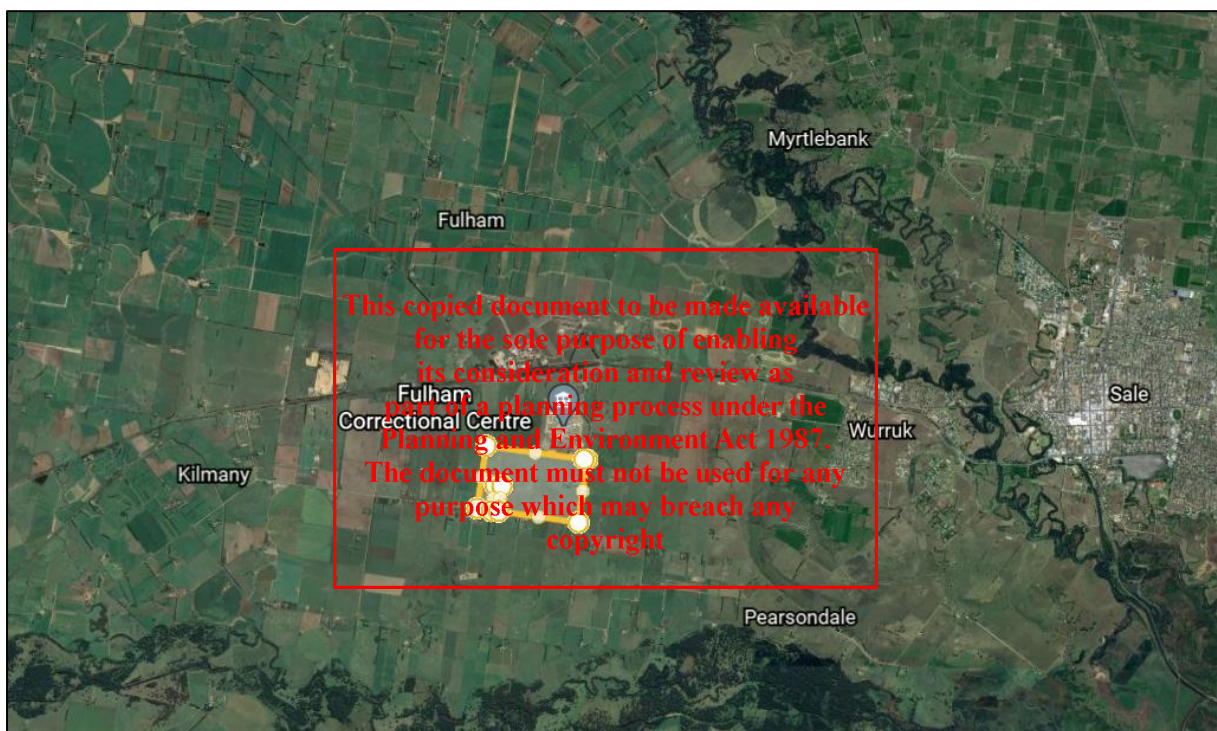 Myrtlebank
Fulham
This copied document to be made available
for the sole purpose of enabling
its consideration and review as
part of a planning process under the
Planning and Environment Act 1987.
The document must not be used for any
purpose which may breach any
copyright
Fulham
Correctional Centre
Sale
Wurruk
Kilmany
Pearsondale